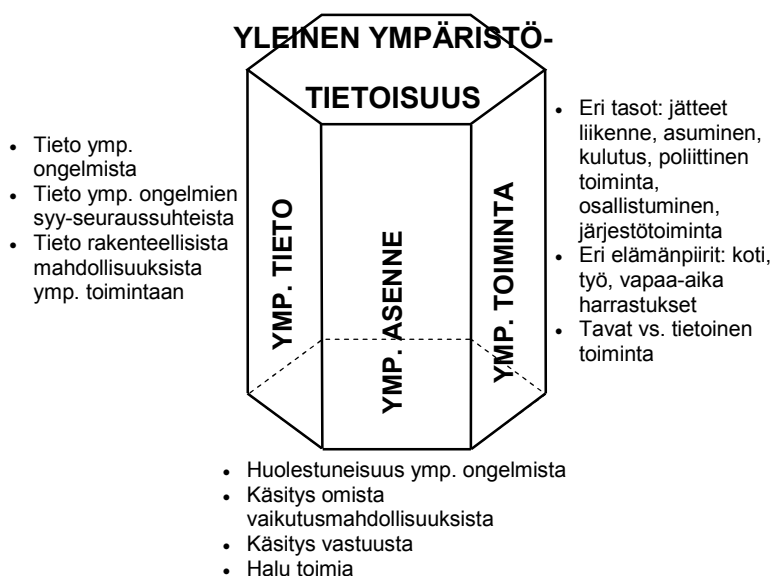 YLEINEN YMPÄRISTÖ-
TIETOISUUS
• Tieto ymp.
ongelmista
• Tieto ymp. ongelmien
syy-seuraussuhteista
• Tieto rakenteellisista
mahdollisuuksista
ymp. toimintaan
YMP. TIETO
YMP. ASENNE
YMP. TOIMINTA
• Eri tasot: jätteet
liikenne, asuminen,
kulutus, poliittinen
toiminta,
osallistuminen,
järjestötoiminta
• Eri elämänpiirit: koti,
työ, vapaa-aika
harrastukset
• Tavat vs. tietoinen
toiminta
• Huolestuneisuus ymp. ongelmista
• Käsitys omista
vaikutusmahdollisuuksista
• Käsitys vastuusta
• Halu toimia